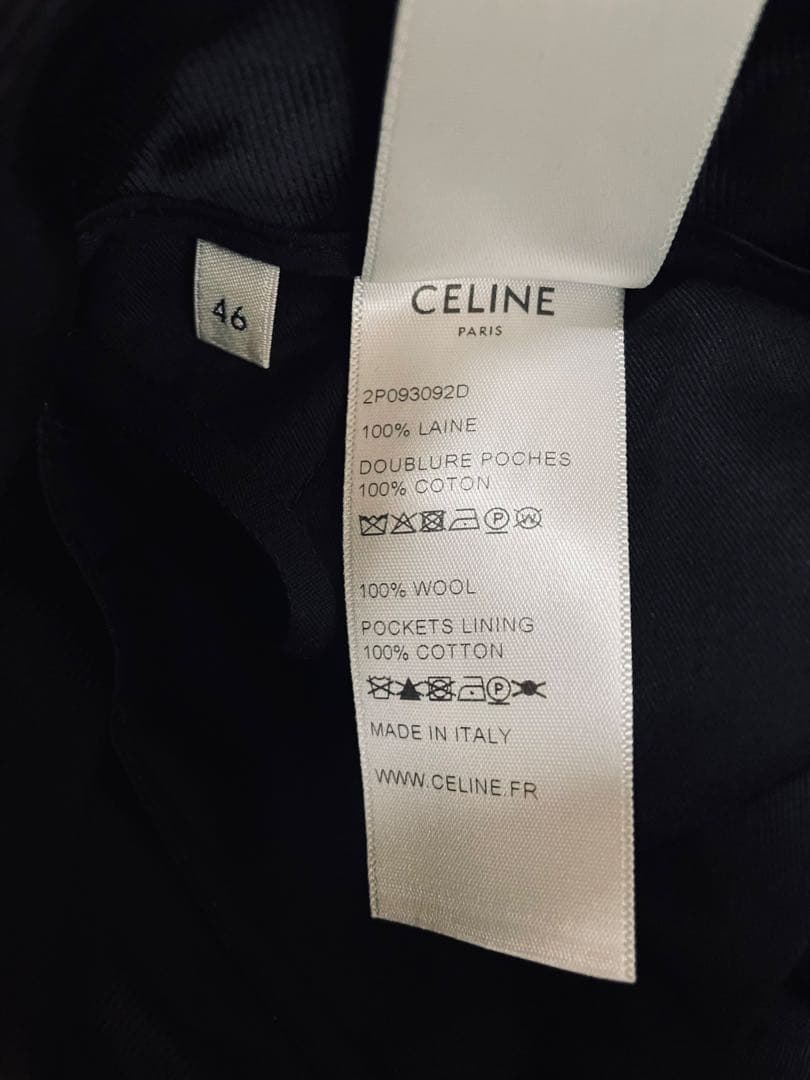 46
CELINE
PARIS
2P093092D
100% LAINE
DOUBLURE POCHES
100% COTON
P W
100% WOOL
POCKETS LINING
100% COTTON
P
MADE IN ITALY
WWW.CELINE.FR